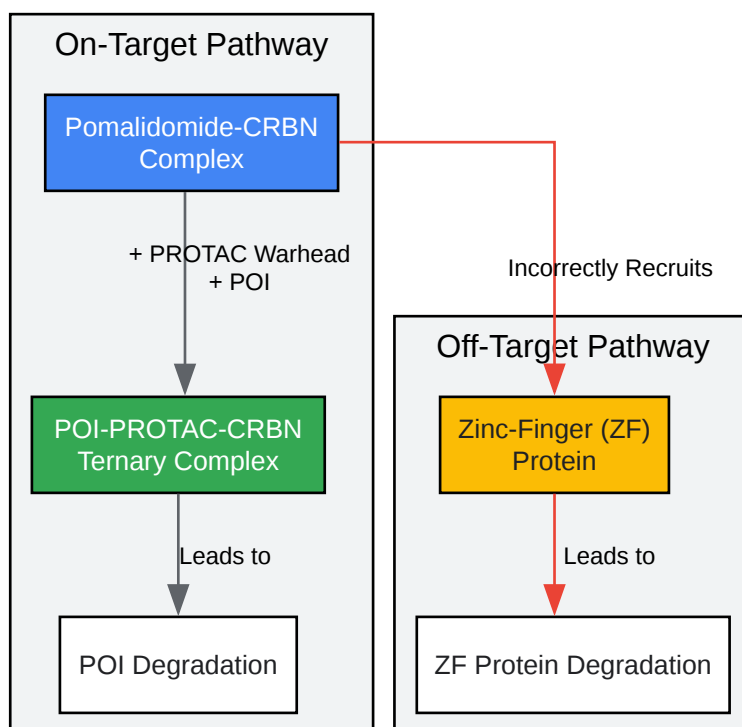 On-Target Pathway
Pomalidomide-CRBN
Complex
+ PROTAC Warhead
+ POI
Incorrectly Recruits
Off-Target Pathway
POI-PROTAC-CRBN
Ternary Complex
Zinc-Finger (ZF)
Protein
Leads to
Leads to
POI Degradation
ZF Protein Degradation